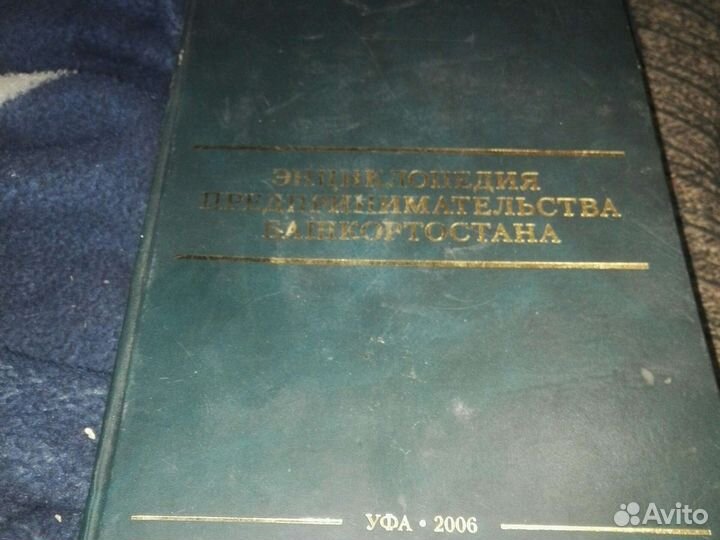 ЭНЦИКЛОПЕДИЯ
ПРЕДПРИНИМАТЕЛЬСТВА
БАШКОРТОСТАНА
УФА • 2006
Avito